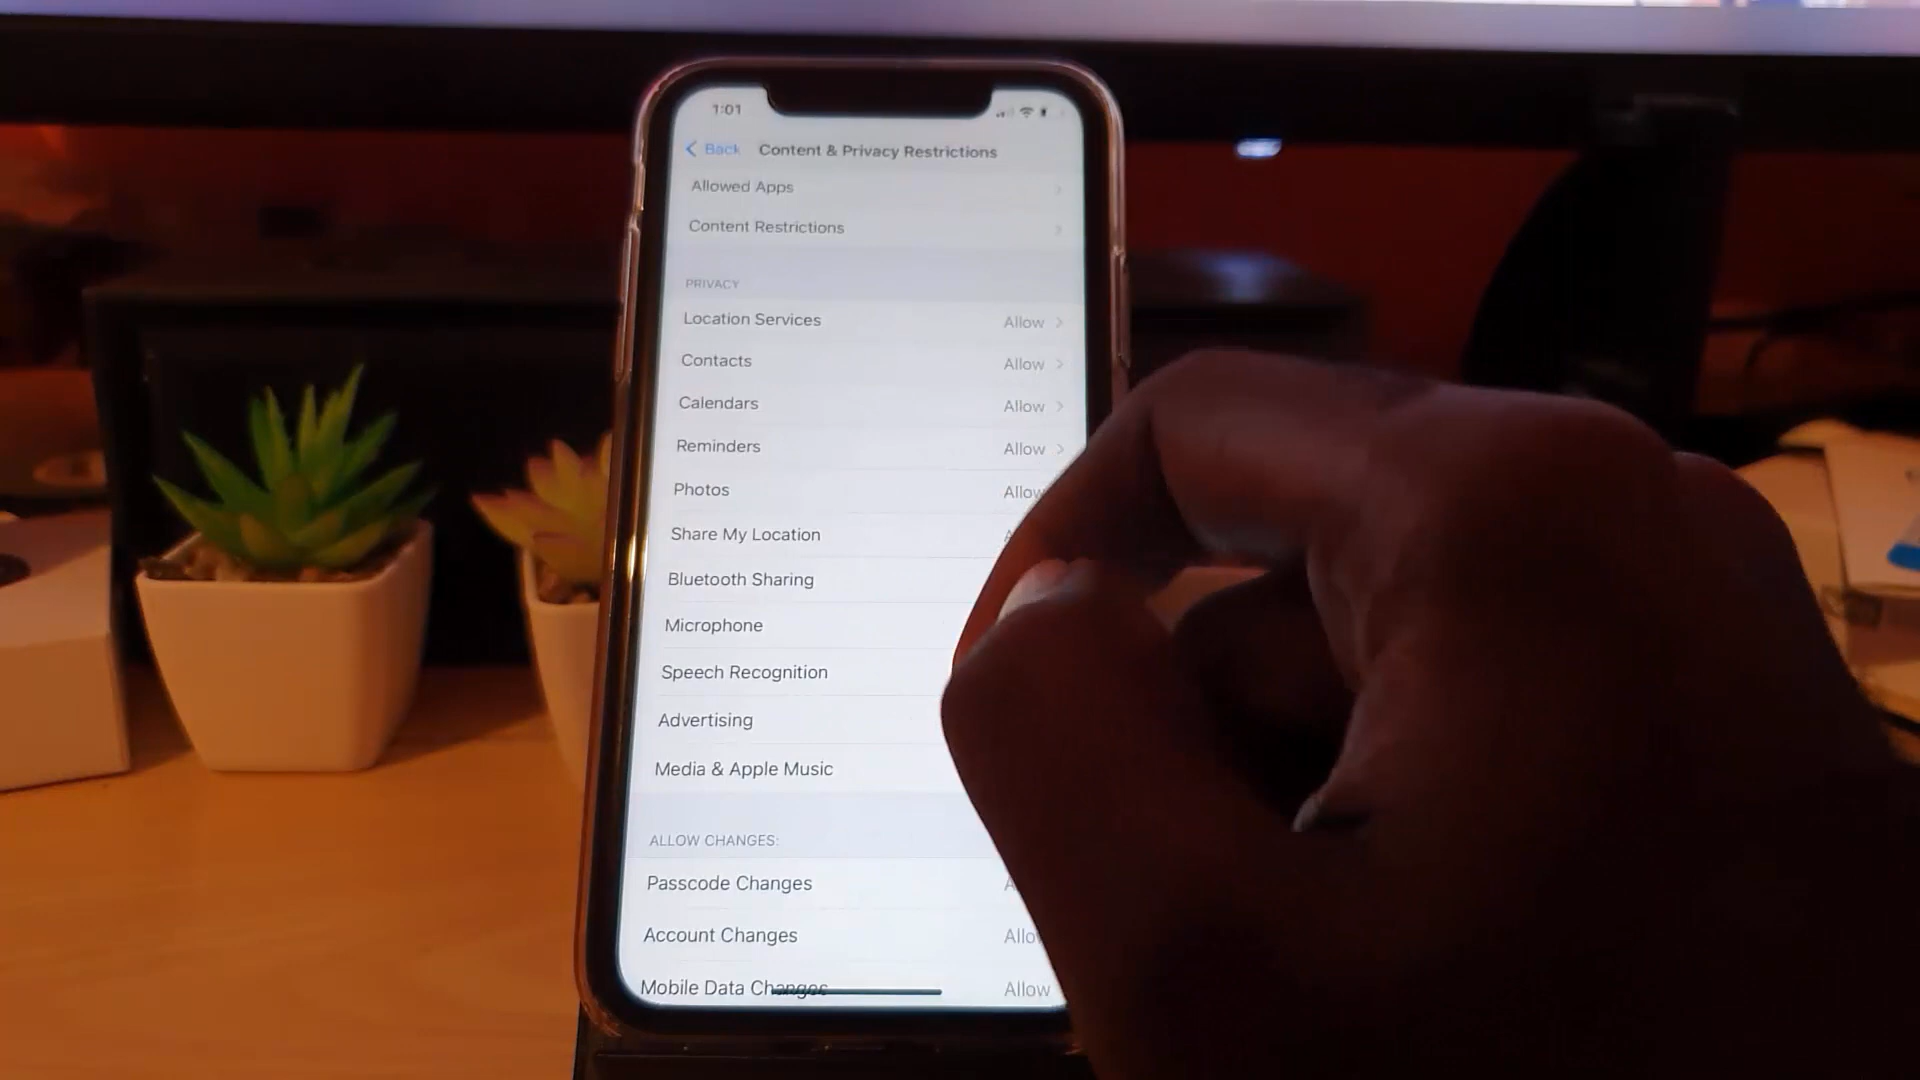 1:01
Back Content & Privacy Restrictions
Allowed Apps
Content Restrictions
PRIVACY
Location Services Allow
Contacts Allow
Calendars Allow
Reminders Allow
Photos Allow
Share My Location
Bluetooth Sharing
Microphone
Speech Recognition
Advertising
Media & Apple Music
ALLOW CHANGES:
Passcode Changes
Account Changes Allo
Mobile Data Changes Allow